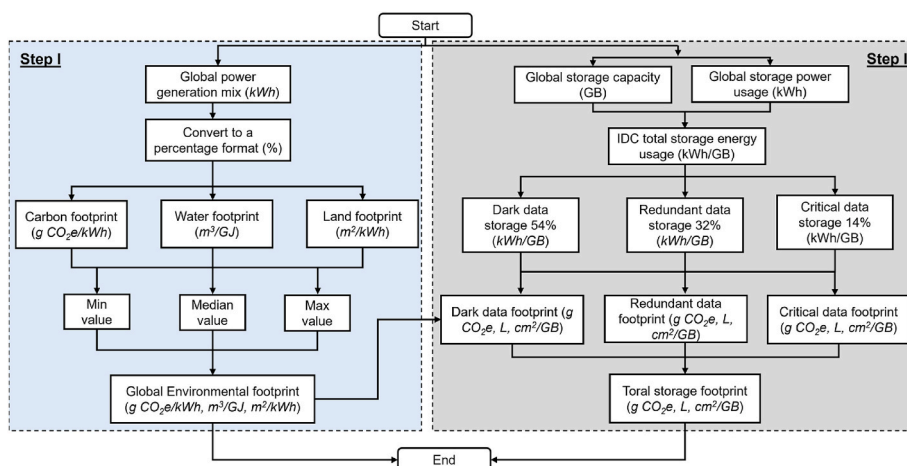 Start
Step I
Global power
generation mix (kWh)
Convert to a
percentage format (%)
Carbon footprint
(g CO₂e/kWh)
Water footprint
(m³/GJ)
Land footprint
(m²/kWh)
Min
value
Median
value
Max
value
Global Environmental footprint
(g CO₂e/kWh, m³/GJ, m²/kWh)
Step I
Global storage capacity
(GB)
Global storage power
usage (kWh)
IDC total storage energy
usage (kWh/GB)
Dark data
storage 54%
(kWh/GB)
Redundant data
storage 32%
(kWh/GB)
Critical data
storage 14%
(kWh/GB)
Dark data footprint (g
CO₂e, L, cm²/GB)
Redundant data
footprint (g CO₂e, L,
cm²/GB)
Critical data footprint
(g CO₂e, L, cm²/GB)
Toral storage footprint
(g CO₂e, L, cm²/GB)
End